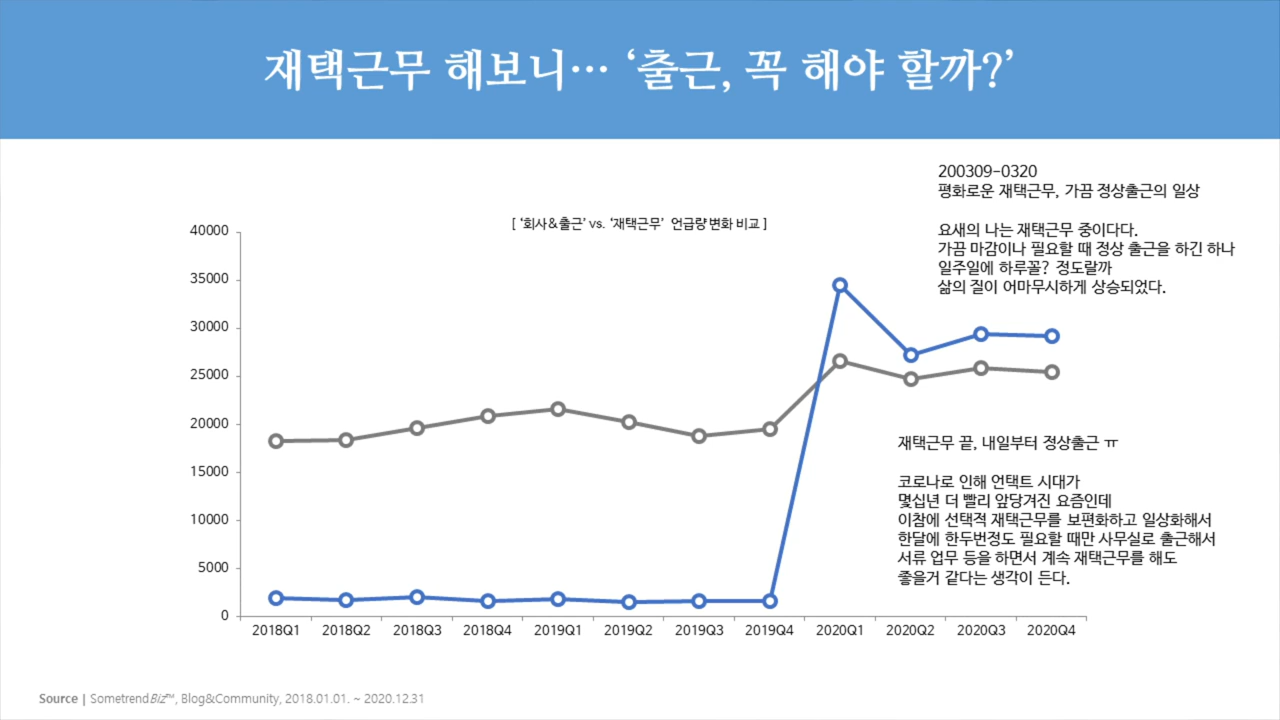 재택근무 해보니… ‘출근, 꼭 해야 할까?’
200309-0320
평화로운 재택근무, 가끔 정상출근의 일상
요새의 나는 재택근무 중이다다.
가끔 마감이나 필요할 때 정상 출근을 하긴 하나
일주일에 하루꼴? 정도랄까
삶의 질이 어마무시하게 상승되었다.
[ ‘회사&출근’ vs. ‘재택근무’ 언급량 변화 비교 ]
40000
35000
30000
25000
20000
15000
10000
5000
0
2018Q1 2018Q2 2018Q3 2018Q4 2019Q1 2019Q2 2019Q3 2019Q4 2020Q1 2020Q2 2020Q3 2020Q4
재택근무 끝, 내일부터 정상출근 ㅠ
코로나로 인해 언택트 시대가
몇십년 더 빨리 앞당겨진 요즘인데
이참에 선택적 재택근무를 보편화하고 일상화해서
한달에 한두번정도 필요할 때만 사무실로 출근해서
서류 업무 등을 하면서 계속 재택근무를 해도
좋을거 같다는 생각이 든다.
Source | SometrendBiz™, Blog&Community, 2018.01.01. ~ 2020.12.31